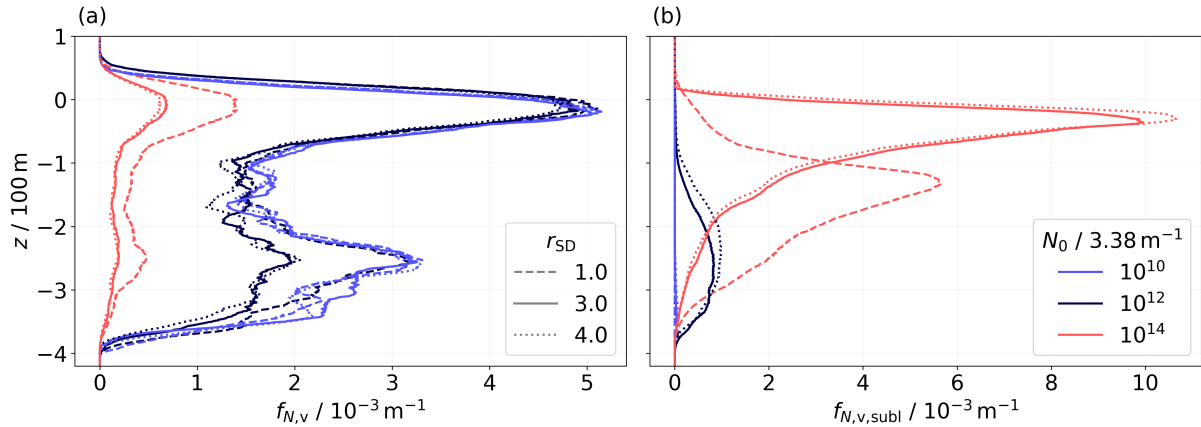 (a)
(b)
z / 100 m
1
0
−1
−2
−3
−4
r_SD
1.0
3.0
4.0
N_0 / 3.38 m^{-1}
10^{10}
10^{12}
10^{14}
0 1 2 3 4 5
0 2 4 6 8 10
f_{N,v} / 10^{-3} m^{-1}
f_{N,v,subl} / 10^{-3} m^{-1}